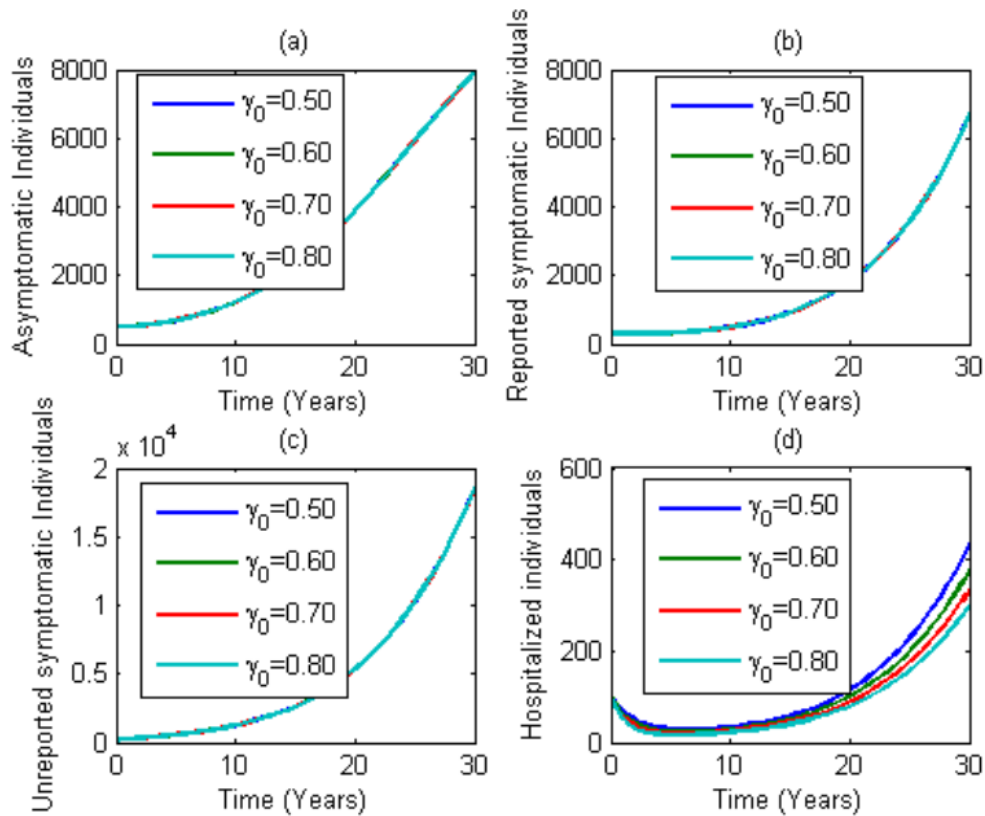 (a)
Asymptomatic Individuals
8000
6000
4000
2000
0
γ0=0.50
γ0=0.60
γ0=0.70
γ0=0.80
0 10 20 30
Time (Years)
(b)
Reported symptomatic Individuals
8000
6000
4000
2000
0
γ0=0.50
γ0=0.60
γ0=0.70
γ0=0.80
0 10 20 30
Time (Years)
(c)
x 10^4
Unreported symptomatic Individuals
2
1.5
1
0.5
0
γ0=0.50
γ0=0.60
γ0=0.70
γ0=0.80
0 10 20 30
Time (Years)
(d)
Hospitalized individuals
600
400
200
0
γ0=0.50
γ0=0.60
γ0=0.70
γ0=0.80
0 10 20 30
Time (Years)